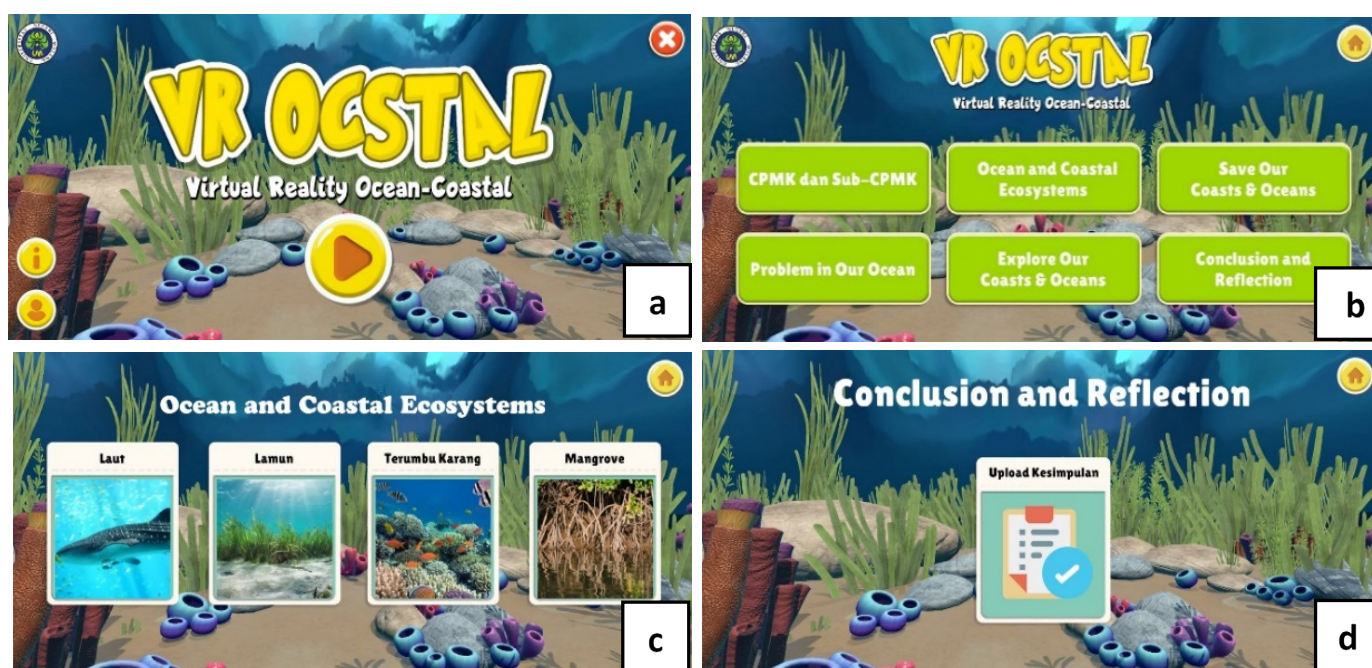 VR OCSTAL
Virtual Reality Ocean-Coastal
a
VR OCSTAL
Virtual Reality Ocean-Coastal
CPMK dan Sub-CPMK
Ocean and Coastal
Ecosystems
Save Our
Coasts & Oceans
Problem in Our Ocean
Explore Our
Coasts & Oceans
Conclusion and
Reflection
b
Ocean and Coastal Ecosystems
Laut
Lamun
Terumbu Karang
Mangrove
c
Conclusion and Reflection
Upload Kesimpulan
d